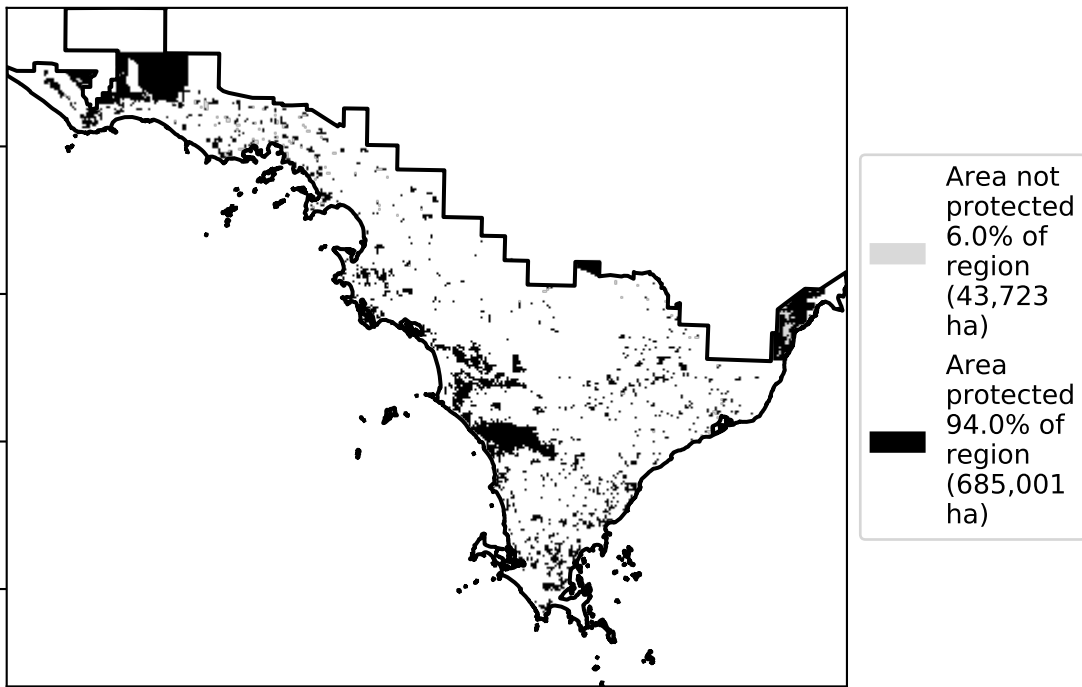 Area not
protected
6.0% of
region
(43,723
ha)
Area
protected
94.0% of
region
(685,001
ha)